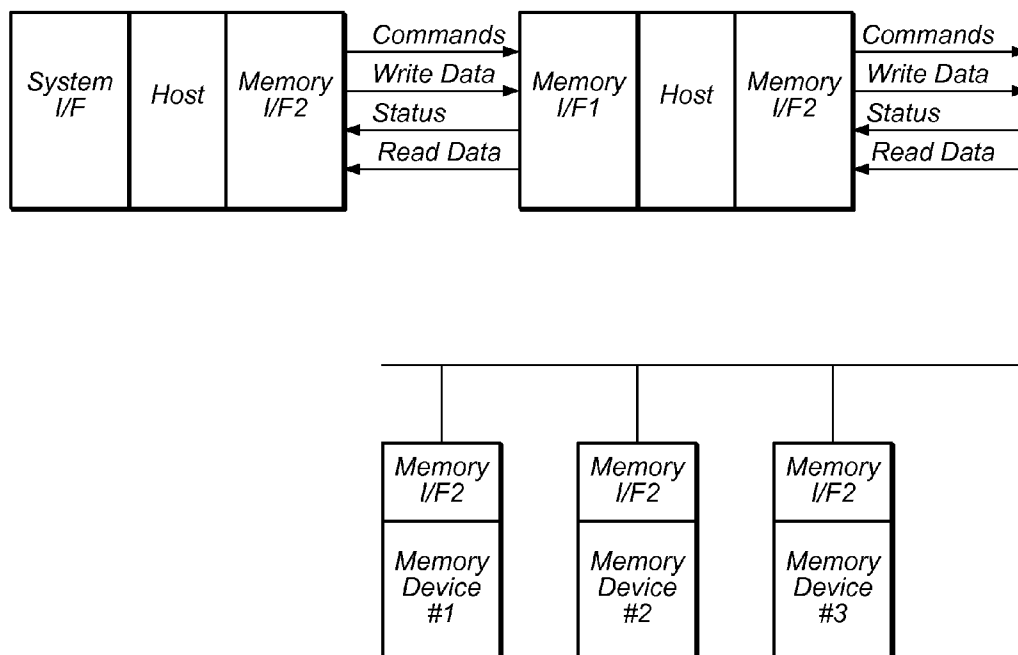 System I/F
Host
Memory I/F2
Commands
Write Data
Status
Read Data
Memory I/F1
Host
Memory I/F2
Commands
Write Data
Status
Read Data
Memory I/F2
Memory I/F2
Memory I/F2
Memory Device #1
Memory Device #2
Memory Device #3